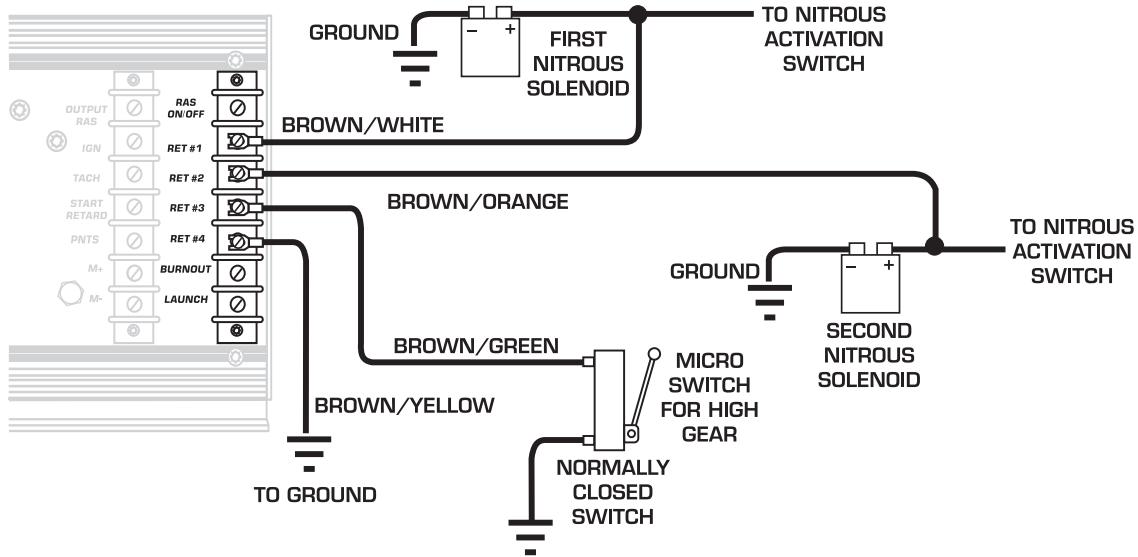 TO NITROUS
ACTIVATION
SWITCH
GROUND
- +
FIRST
NITROUS
SOLENOID
OUTPUT
RAS
IGN
TACH
START
RETARD
PNTS
M+
M-
RAS
ON/OFF
RET #1
RET #2
RET #3
RET #4
BURNOUT
LAUNCH
BROWN/WHITE
BROWN/ORANGE
TO NITROUS
ACTIVATION
SWITCH
GROUND
- +
SECOND
NITROUS
SOLENOID
BROWN/GREEN
MICRO
SWITCH
FOR HIGH
GEAR
BROWN/YELLOW
TO GROUND
NORMALLY
CLOSED
SWITCH